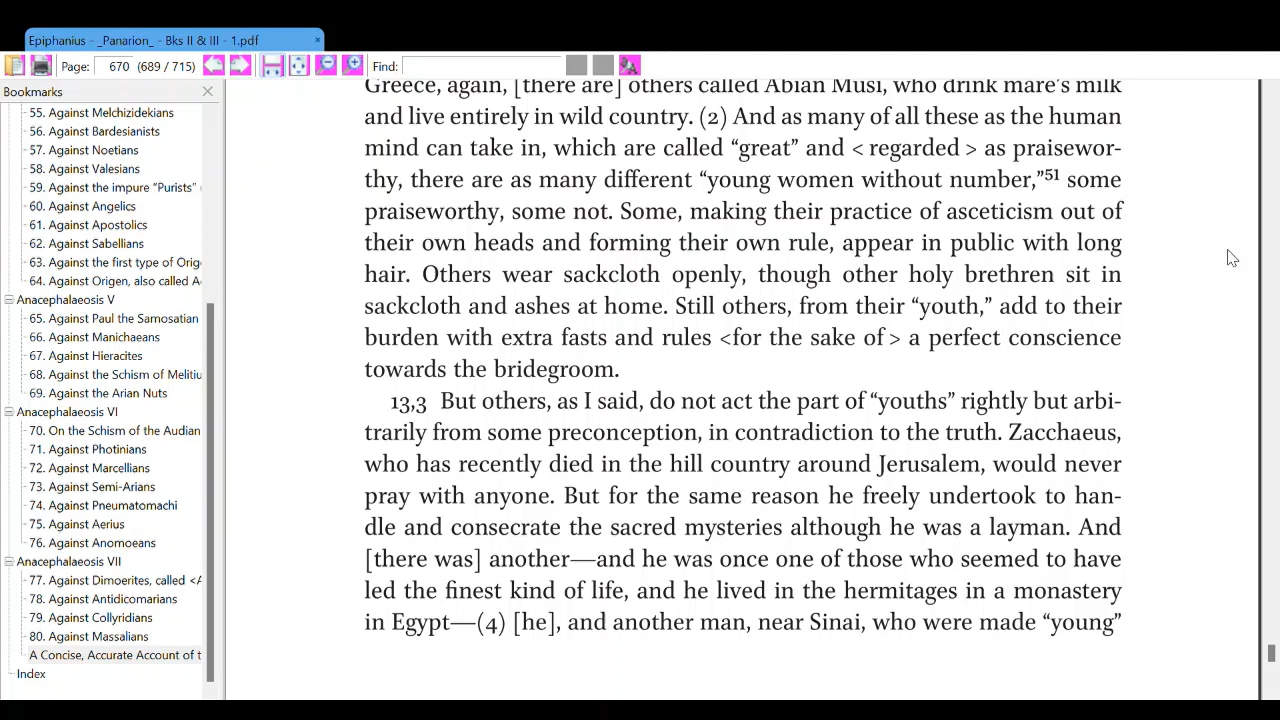 Epiphanius - _Panarion_ - Bks II & III - 1.pdf ×
Page: 670 (689 / 715) Find:
Bookmarks
55. Against Melchizidekians
56. Against Bardesianists
57. Against Noetians
58. Against Valesians
59. Against the impure "Purists"
60. Against Angelics
61. Against Apostolics
62. Against Sabellians
63. Against the first type of Orig
64. Against Origen, also called A
Anacephalaeosis V
65. Against Paul the Samosatian
66. Against Manichaeans
67. Against Hieracites
68. Against the Schism of Melitiu
69. Against the Arian Nuts
Anacephalaeosis VI
70. On the Schism of the Audian
71. Against Photinians
72. Against Marcellians
73. Against Semi-Arians
74. Against Pneumatomachi
75. Against Aerius
76. Against Anomoeans
Anacephalaeosis VII
77. Against Dimoerites, called <A
78. Against Antidicomarians
79. Against Collyridians
80. Against Massalians
A Concise, Accurate Account of t
Index
Greece, again, [there are] others called Abian Musi, who drink mare's milk
and live entirely in wild country. (2) And as many of all these as the human
mind can take in, which are called “great” and < regarded > as praisewor-
thy, there are as many different “young women without number,”51 some
praiseworthy, some not. Some, making their practice of asceticism out of
their own heads and forming their own rule, appear in public with long
hair. Others wear sackcloth openly, though other holy brethren sit in
sackcloth and ashes at home. Still others, from their “youth,” add to their
burden with extra fasts and rules <for the sake of > a perfect conscience
towards the bridegroom.
13,3 But others, as I said, do not act the part of “youths” rightly but arbi-
trarily from some preconception, in contradiction to the truth. Zacchaeus,
who has recently died in the hill country around Jerusalem, would never
pray with anyone. But for the same reason he freely undertook to han-
dle and consecrate the sacred mysteries although he was a layman. And
[there was] another—and he was once one of those who seemed to have
led the finest kind of life, and he lived in the hermitages in a monastery
in Egypt—(4) [he], and another man, near Sinai, who were made “young”